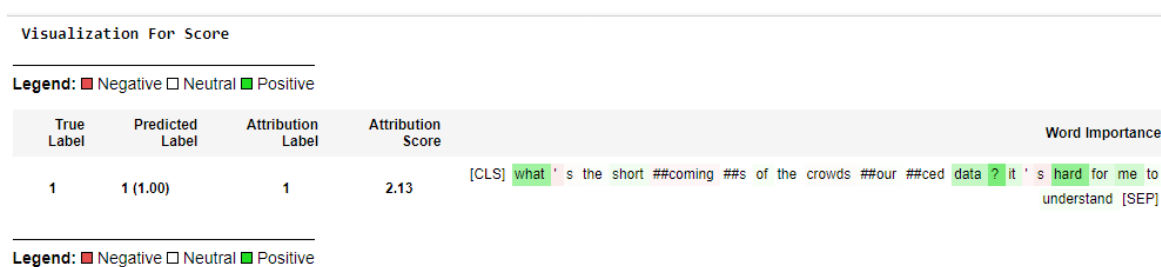 Visualization For Score
Legend: Negative Neutral Positive
True Label Predicted Label Attribution Label Attribution Score Word Importance
1 1 (1.00) 1 2.13 [CLS] what ' s the short ##coming ##s of the crowds ##our ##ced data ? it ' s hard for me to
understand [SEP]
Legend: Negative Neutral Positive